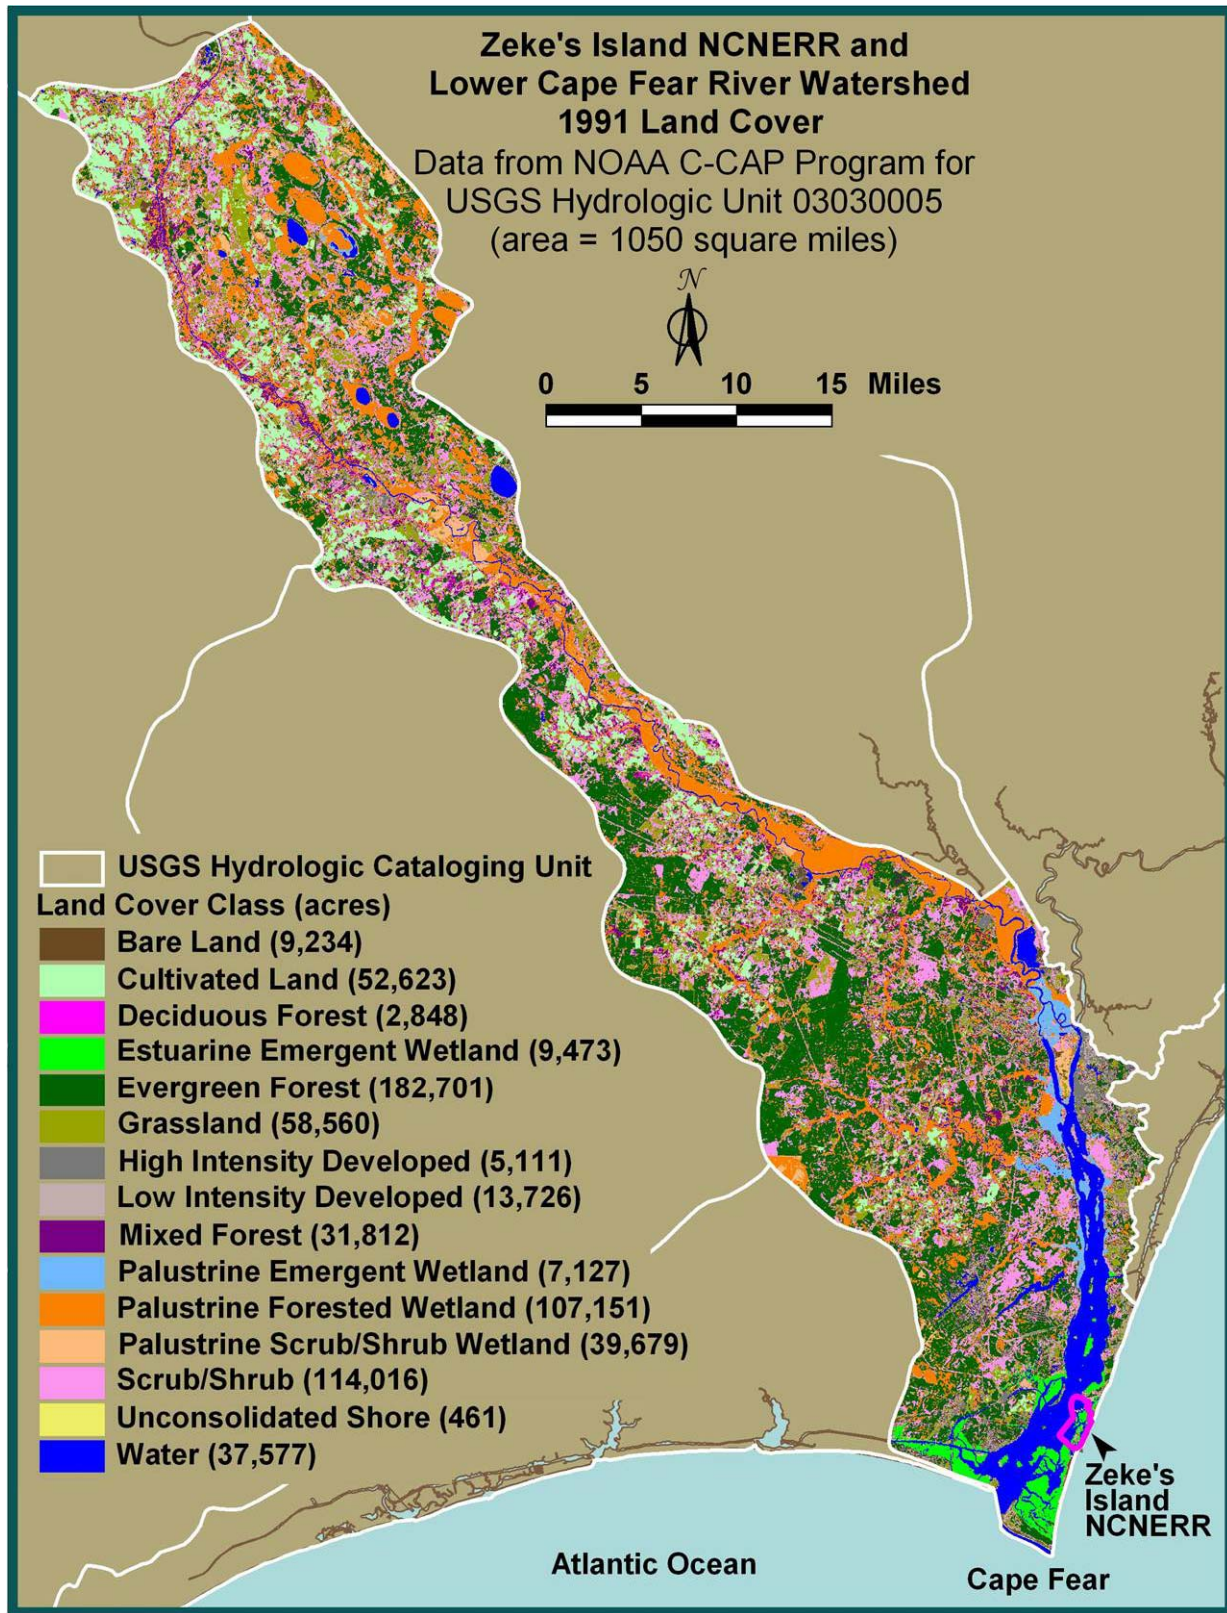 Zeke's Island NCNERR and
Lower Cape Fear River Watershed
1991 Land Cover
Data from NOAA C-CAP Program for
USGS Hydrologic Unit 03030005
(area = 1050 square miles)
N
0 5 10 15 Miles
USGS Hydrologic Cataloging Unit
Land Cover Class (acres)
Bare Land (9,234)
Cultivated Land (52,623)
Deciduous Forest (2,848)
Estuarine Emergent Wetland (9,473)
Evergreen Forest (182,701)
Grassland (58,560)
High Intensity Developed (5,111)
Low Intensity Developed (13,726)
Mixed Forest (31,812)
Palustrine Emergent Wetland (7,127)
Palustrine Forested Wetland (107,151)
Palustrine Scrub/Shrub Wetland (39,679)
Scrub/Shrub (114,016)
Unconsolidated Shore (461)
Water (37,577)
Zeke's
Island
NCNERR
Atlantic Ocean
Cape Fear